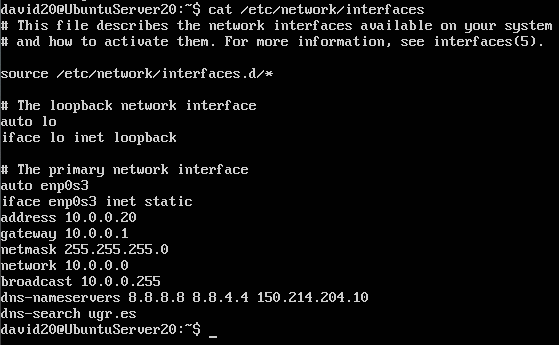 david20@UbuntuServer20:~$ cat /etc/network/interfaces
# This file describes the network interfaces available on your system
# and how to activate them. For more information, see interfaces(5).
source /etc/network/interfaces.d/*
# The loopback network interface
auto lo
iface lo inet loopback
# The primary network interface
auto enp0s3
iface enp0s3 inet static
address 10.0.0.20
gateway 10.0.0.1
netmask 255.255.255.0
network 10.0.0.0
broadcast 10.0.0.255
dns-nameservers 8.8.8.8 8.8.4.4 150.214.204.10
dns-search ugr.es
david20@UbuntuServer20:~$ _